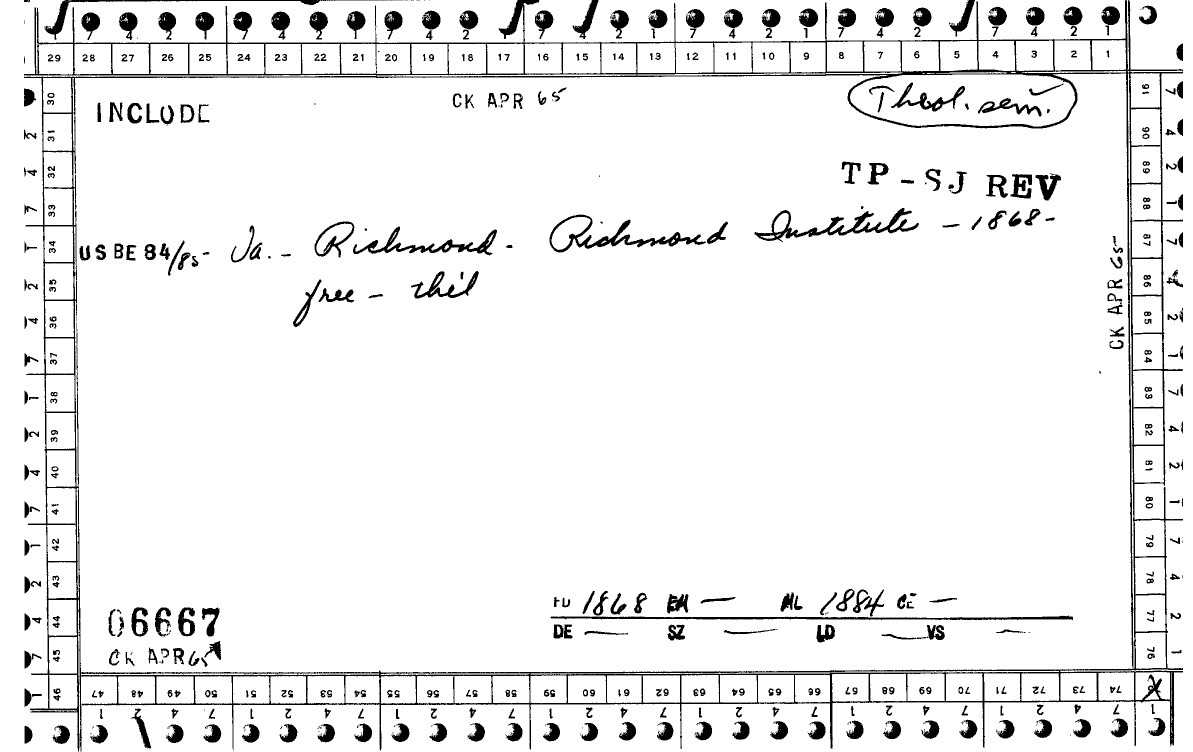 7 4 2 1 7 4 2 1 7 4 2 1 7 4 2 1 7 4 2 1 7 4 2 1 7 4 2 1
29 28 27 26 25 24 23 22 21 20 19 18 17 16 15 14 13 12 11 10 9 8 7 6 5 4 3 2 1
INCLUDE
CK APR 65
Theol. sem.
TP-SJ REV
US BE 84/85- Va. - Richmond - Richmond Institute - 1868-
free - th'l
CK APR 65
06667
CK APR 65
FD 1868 EM — ML 1884 CE —
DE — SZ — LD — VS —
30 31 32 33 34 35 36 37 38 39 40 41 42 43 44 45 46
91 90 89 88 87 86 85 84 83 82 81 80 79 78 77 76
47 48 49 50 51 52 53 54 55 56 57 58 59 60 61 62 63 64 65 66 67 68 69 70 71 72 73 74
1 2 4 7 1 2 4 7 1 2 4 7 1 2 4 7 1 2 4 7 1 2 4 7 1 2 4 7